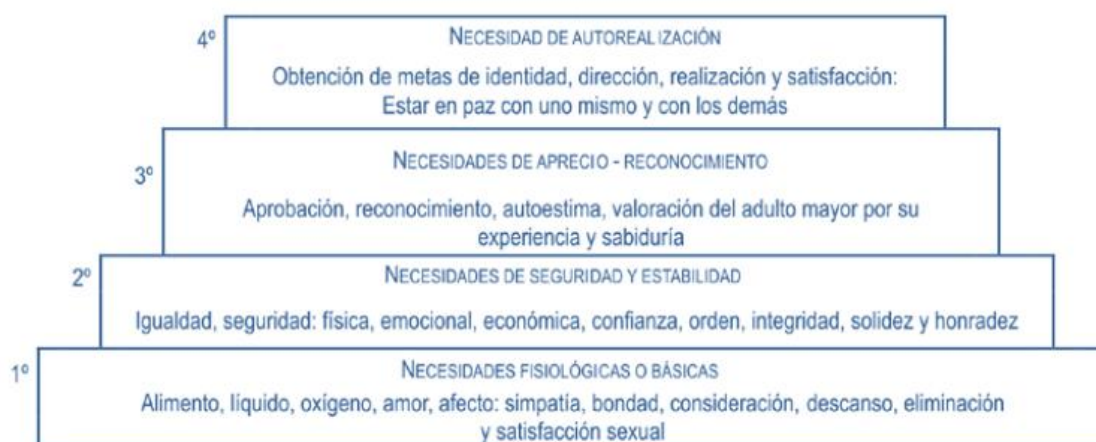 4º
NECESIDAD DE AUTOREALIZACIÓN
Obtención de metas de identidad, dirección, realización y satisfacción:
Estar en paz con uno mismo y con los demás
3º
NECESIDADES DE APRECIO - RECONOCIMIENTO
Aprobación, reconocimiento, autoestima, valoración del adulto mayor por su
experiencia y sabiduría
2º
NECESIDADES DE SEGURIDAD Y ESTABILIDAD
Igualdad, seguridad: física, emocional, económica, confianza, orden, integridad, solidez y honradez
1º
NECESIDADES FISIOLÓGICAS O BÁSICAS
Alimento, líquido, oxígeno, amor, afecto: simpatía, bondad, consideración, descanso, eliminación
y satisfacción sexual